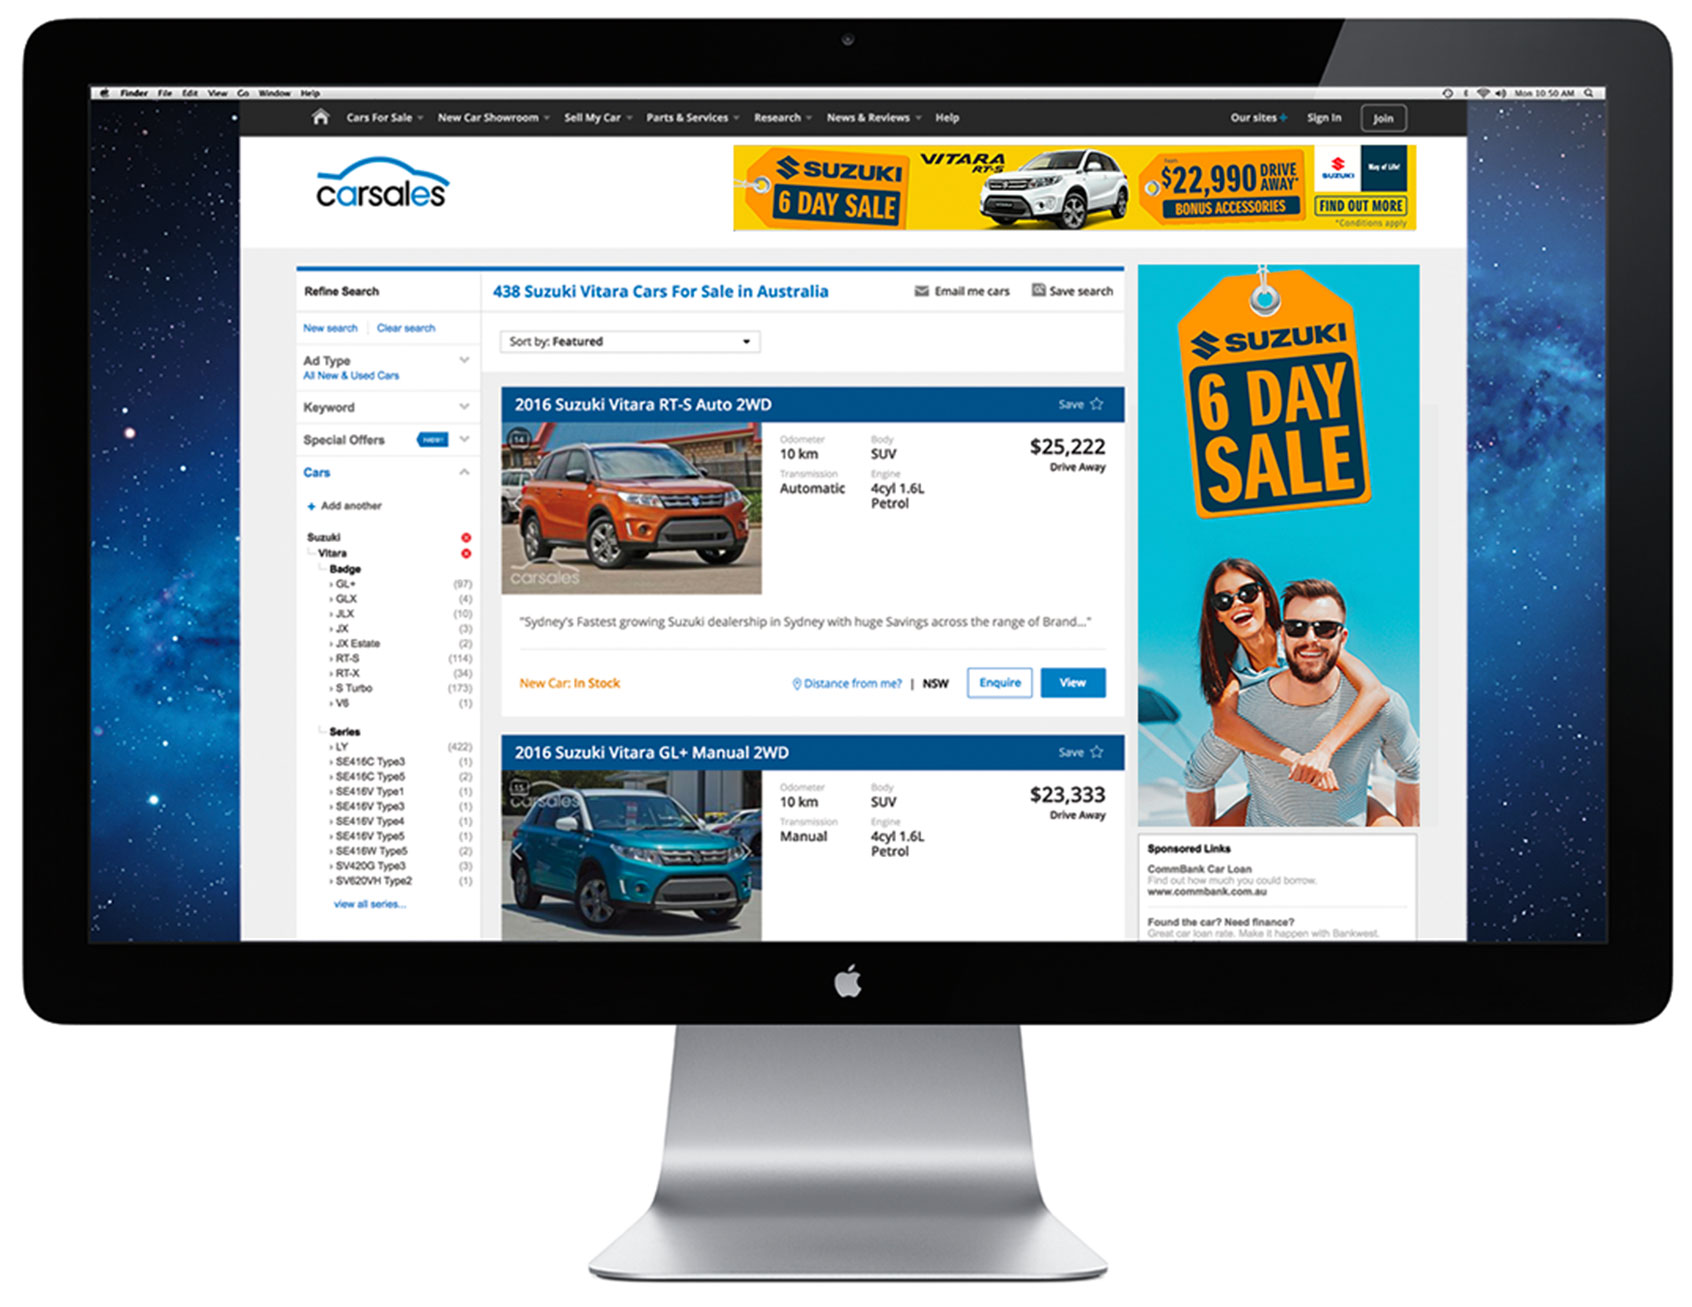 Finder File Edit View Go Window Help
Mon 10:50 AM
Cars For Sale New Car Showroom Sell My Car Parts & Services Research News & Reviews Help
Our sites + Sign In Join
carsales
SUZUKI
6 DAY SALE
VITARA
RT-S
from
$22,990 DRIVE AWAY*
BONUS ACCESSORIES
SUZUKI
Way of Life!
FIND OUT MORE
*Conditions apply
Refine Search
New search Clear search
Ad Type
All New & Used Cars
Keyword
Special Offers NEW!
Cars
+ Add another
Suzuki
Vitara
Badge
GL+ (97)
GLX (4)
JLX (10)
JX (3)
JX Estate (2)
RT-S (114)
RT-X (34)
S Turbo (173)
V6 (1)
Series
LY (422)
SE416C Type3 (1)
SE416C Type5 (2)
SE416V Type1 (1)
SE416V Type3 (1)
SE416V Type4 (1)
SE416V Type5 (1)
SE416W Type5 (2)
SV420G Type3 (3)
SV620VH Type2 (1)
view all series...
438 Suzuki Vitara Cars For Sale in Australia
Email me cars Save search
Sort by: Featured
2016 Suzuki Vitara RT-S Auto 2WD
Save
14
carsales
Odometer
10 km
Body
SUV
Transmission
Automatic
Engine
4cyl 1.6L
Petrol
$25,222
Drive Away
"Sydney's Fastest growing Suzuki dealership in Sydney with huge Savings across the range of Brand..."
New Car: In Stock
Distance from me? | NSW
Enquire
View
2016 Suzuki Vitara GL+ Manual 2WD
Save
15
carsales
Odometer
10 km
Body
SUV
Transmission
Manual
Engine
4cyl 1.6L
Petrol
$23,333
Drive Away
SUZUKI
6 DAY
SALE
Sponsored Links
CommBank Car Loan
Find out how much you could borrow.
www.commbank.com.au
Found the car? Need finance?
Great car loan rate. Make it happen with Bankwest.